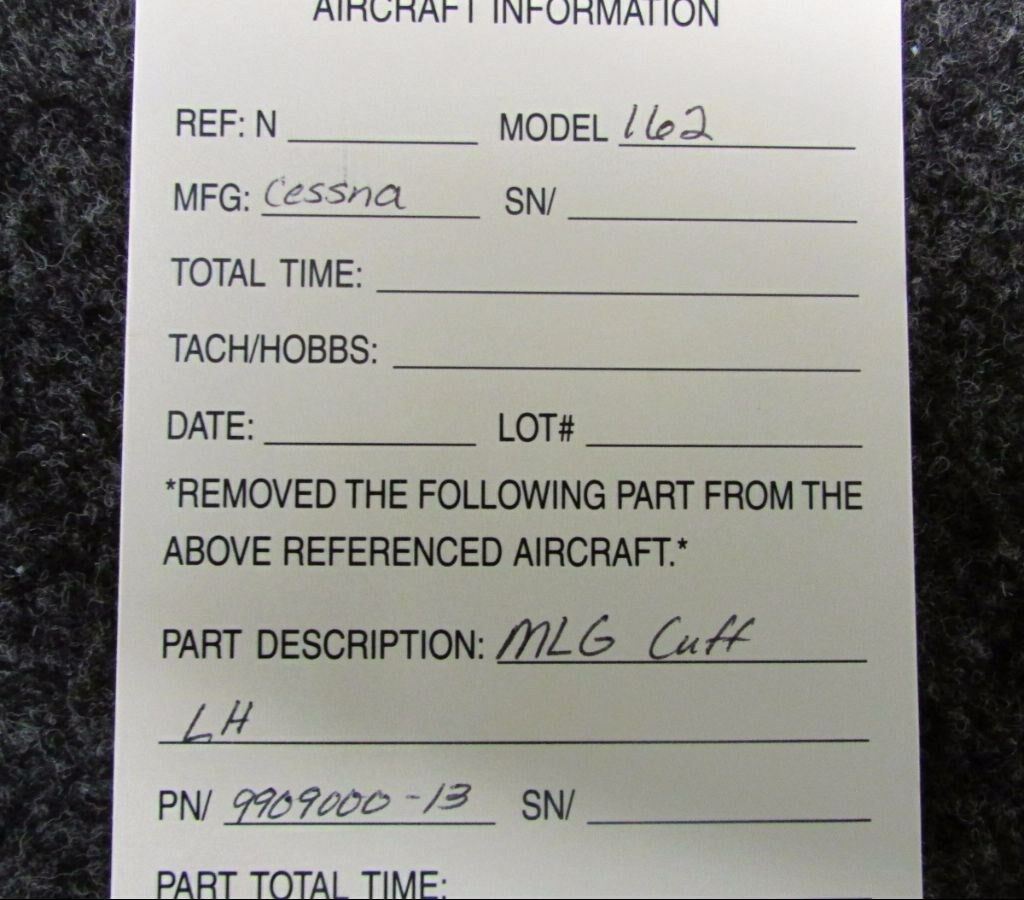 AIRCRAFT INFORMATION
REF: N MODEL 162
MFG: Cessna SN/
TOTAL TIME:
TACH/HOBBS:
DATE: LOT#
*REMOVED THE FOLLOWING PART FROM THE
ABOVE REFERENCED AIRCRAFT.*
PART DESCRIPTION: MLG Cuff
LH
PN/ 9909000-13 SN/
PART TOTAL TIME: